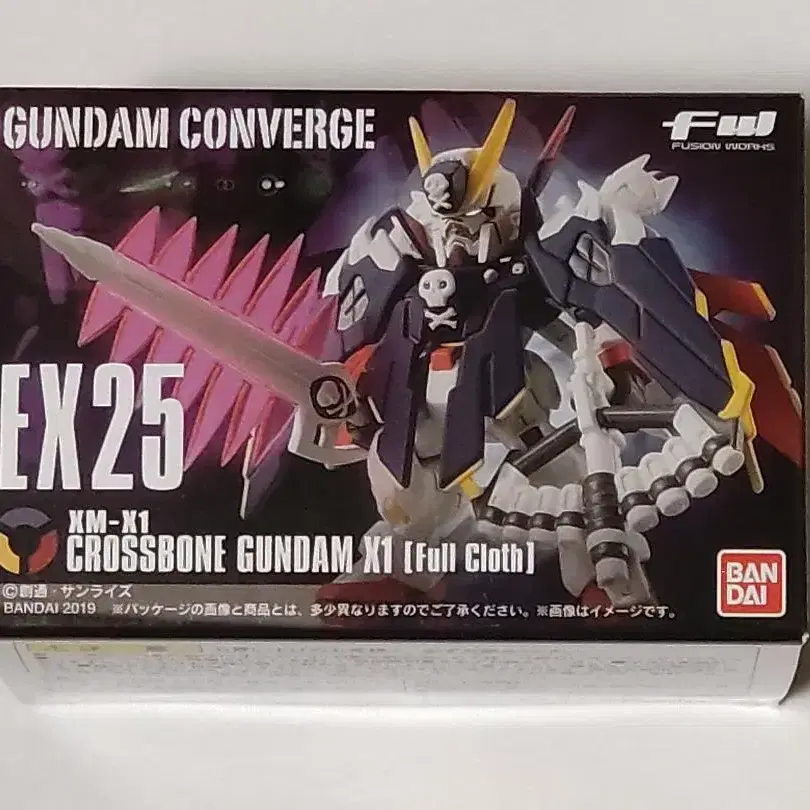 GUNDAM CONVERGE
FW
FUSION WORKS
EX25
XM-X1
CROSSBONE GUNDAM X1 [Full Cloth]
©創通・サンライズ
BANDAI 2019 ※パッケージの画像と商品とは、多少異なりますのでご了承ください。※画像はイメージです。
BAN
DAI